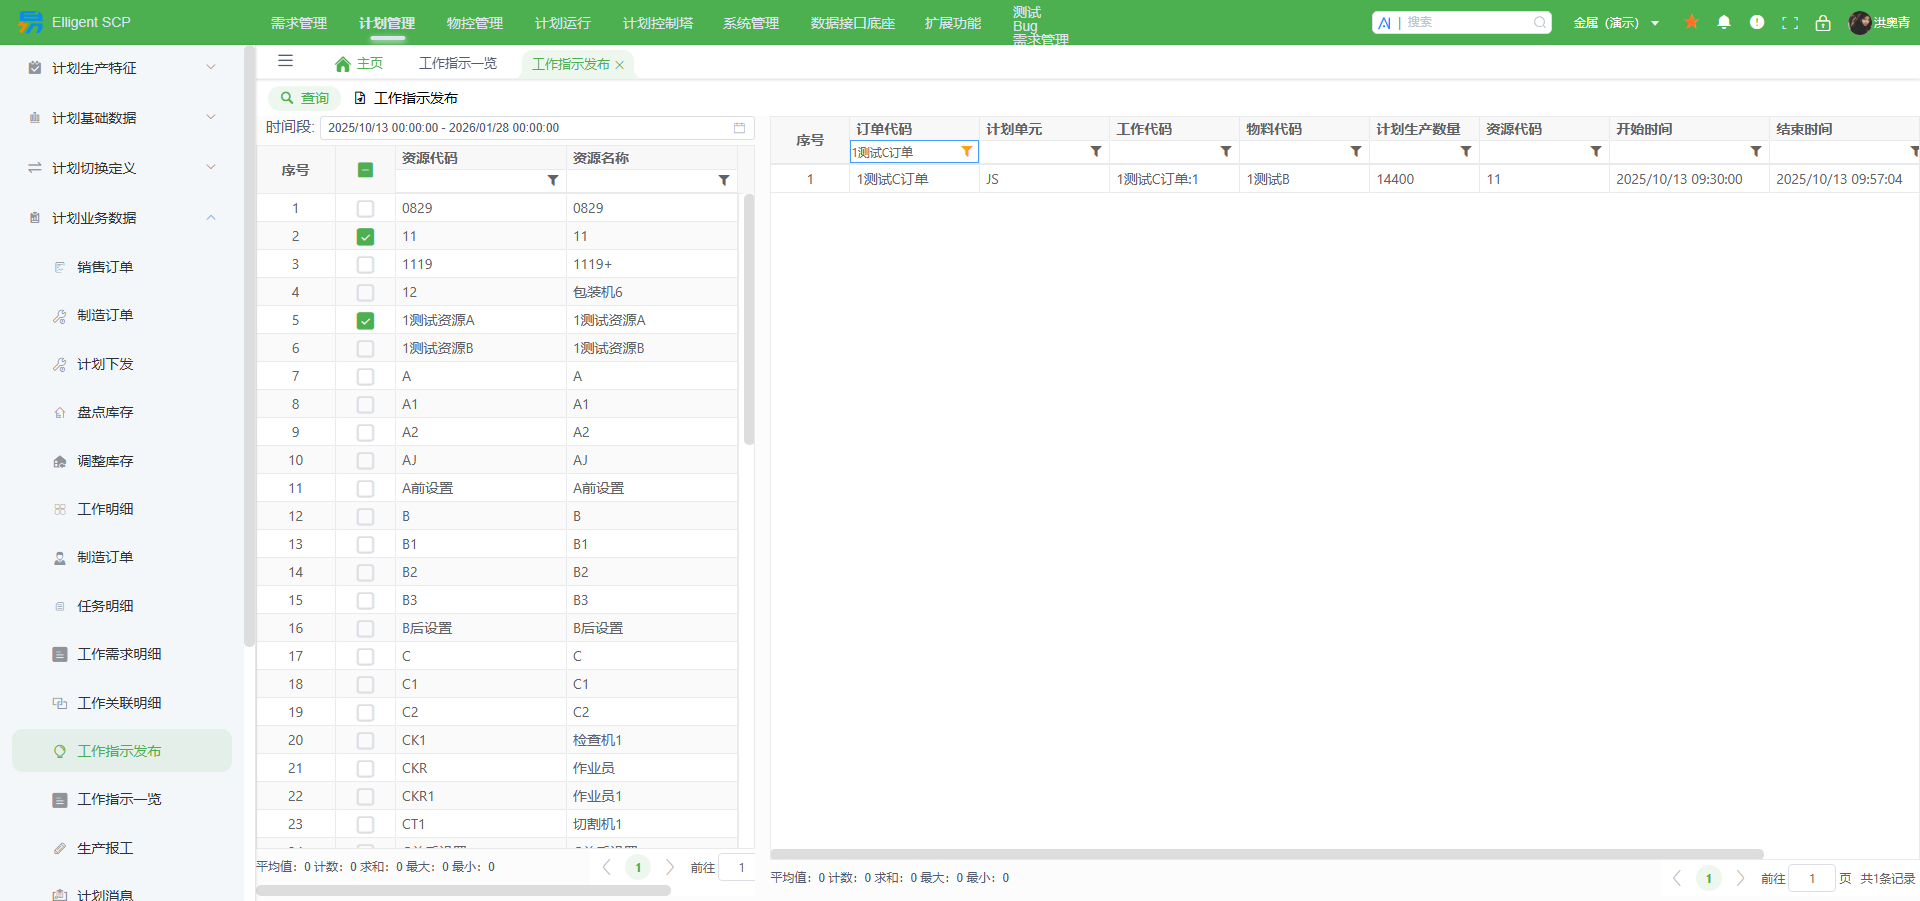 Elligent SCP
需求管理 计划管理 物控管理 计划运行 计划控制塔 系统管理 数据接口底座 扩展功能
测试
Bug
需求管理
搜索
金属（演示）
洪奥青
计划生产特征
计划基础数据
计划切换定义
计划业务数据
销售订单
制造订单
计划下发
盘点库存
调整库存
工作明细
制造订单
任务明细
工作需求明细
工作关联明细
工作指示发布
工作指示一览
生产报工
计划消息
主页 工作指示一览 工作指示发布
查询 工作指示发布
时间段: 2025/10/13 00:00:00 - 2026/01/28 00:00:00
序号 资源代码 资源名称
1 0829 0829
2 11 11
3 1119 1119+
4 12 包装机6
5 1测试资源A 1测试资源A
6 1测试资源B 1测试资源B
7 A A
8 A1 A1
9 A2 A2
10 AJ AJ
11 A前设置 A前设置
12 B B
13 B1 B1
14 B2 B2
15 B3 B3
16 B后设置 B后设置
17 C C
18 C1 C1
19 C2 C2
20 CK1 检查机1
21 CKR 作业员
22 CKR1 作业员1
23 CT1 切割机1
平均值: 0 计数: 0 求和: 0 最大: 0 最小: 0
1 前往 1
序号 订单代码 计划单元 工作代码 物料代码 计划生产数量 资源代码 开始时间 结束时间
1测试C订单
1 1测试C订单 JS 1测试C订单:1 1测试B 14400 11 2025/10/13 09:30:00 2025/10/13 09:57:04
平均值: 0 计数: 0 求和: 0 最大: 0 最小: 0
1 前往 1 页 共1条记录